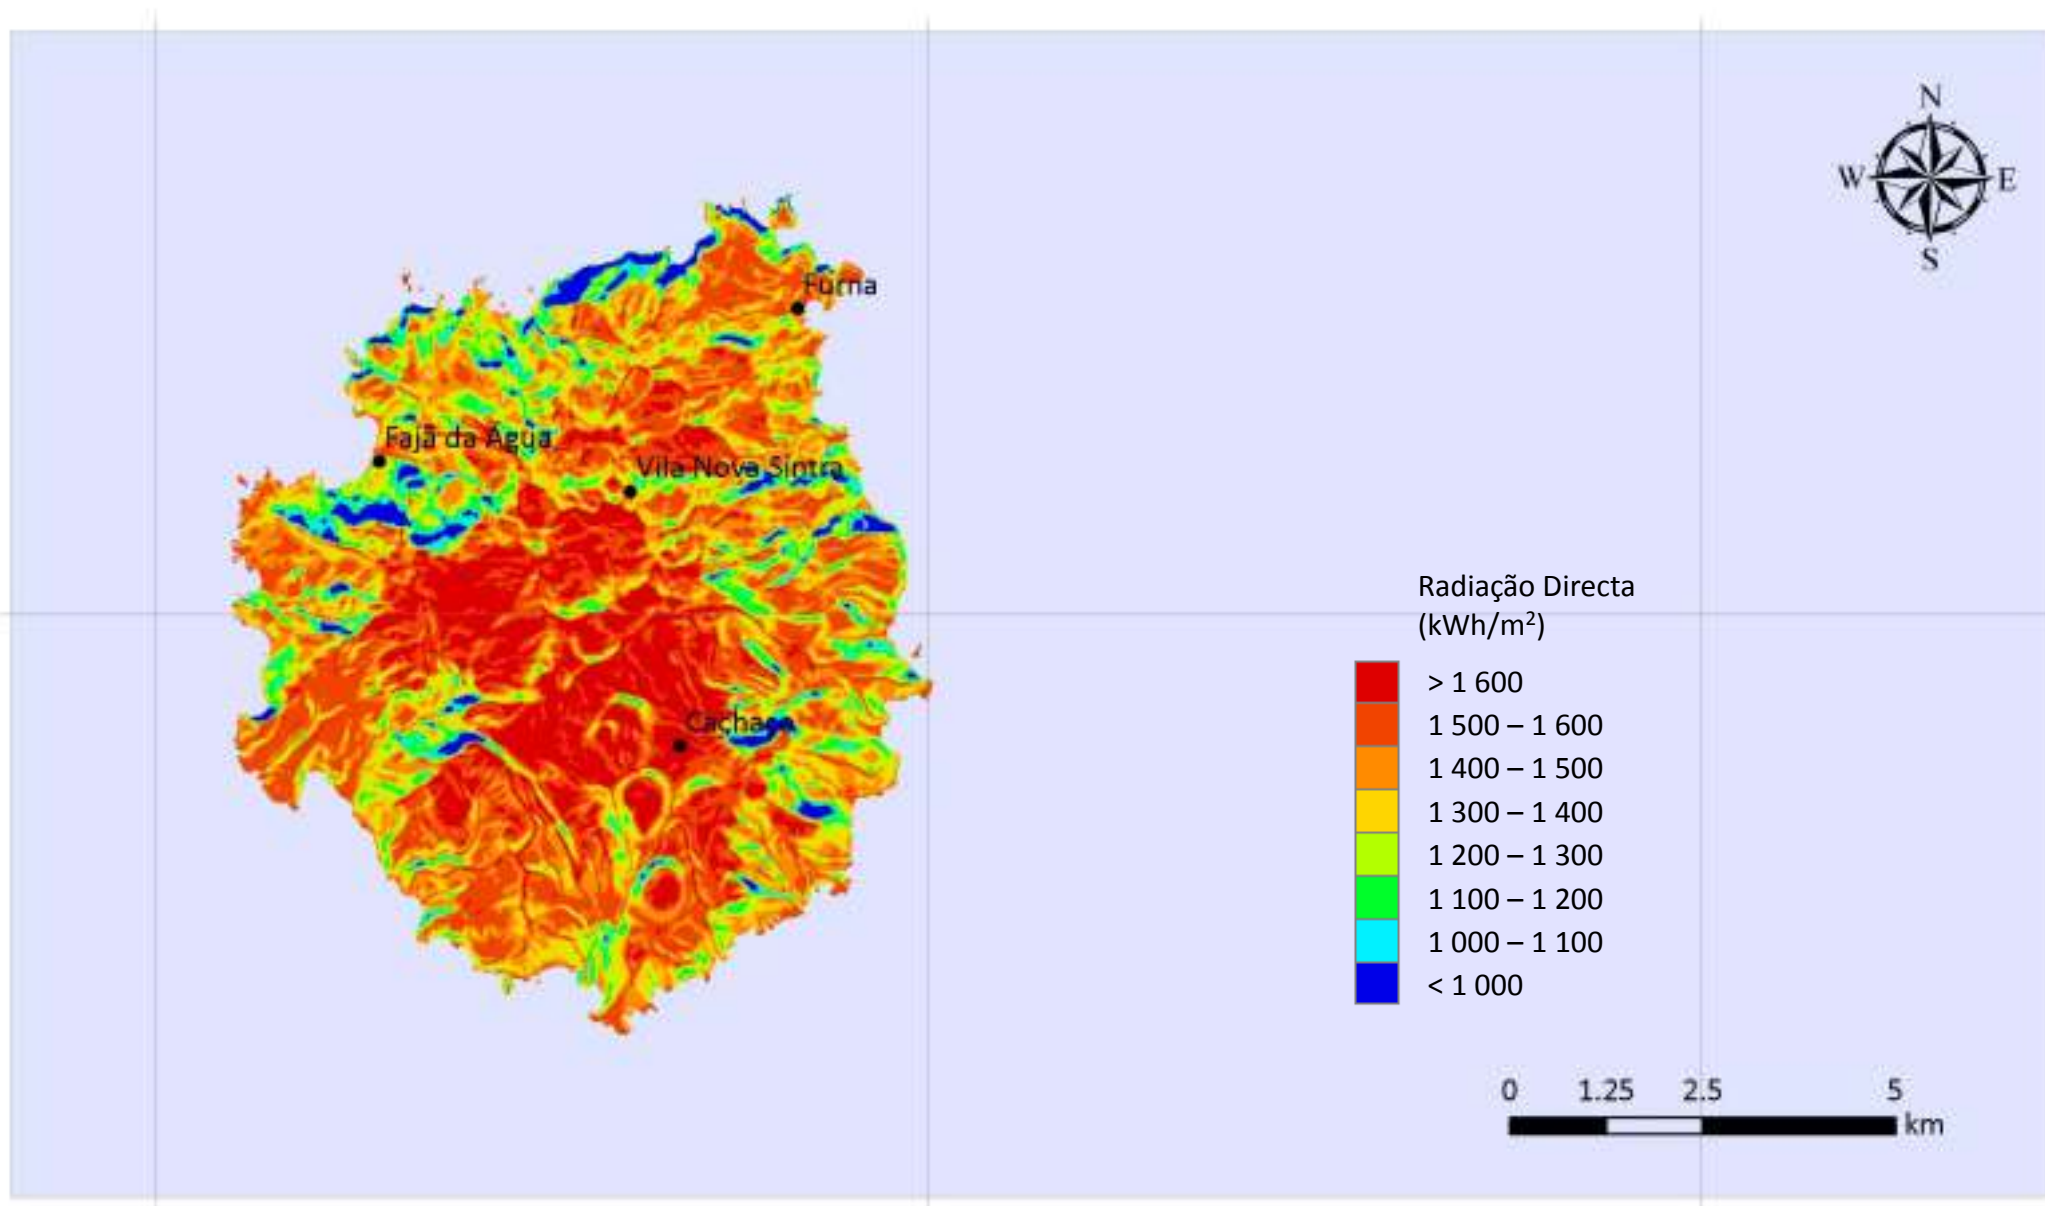 N
W E
S
Furna
Fajã da Água
Vila Nova Sintra
Cachaça
Radiação Directa
(kWh/m²)
> 1 600
1 500 – 1 600
1 400 – 1 500
1 300 – 1 400
1 200 – 1 300
1 100 – 1 200
1 000 – 1 100
< 1 000
0 1.25 2.5 5
km